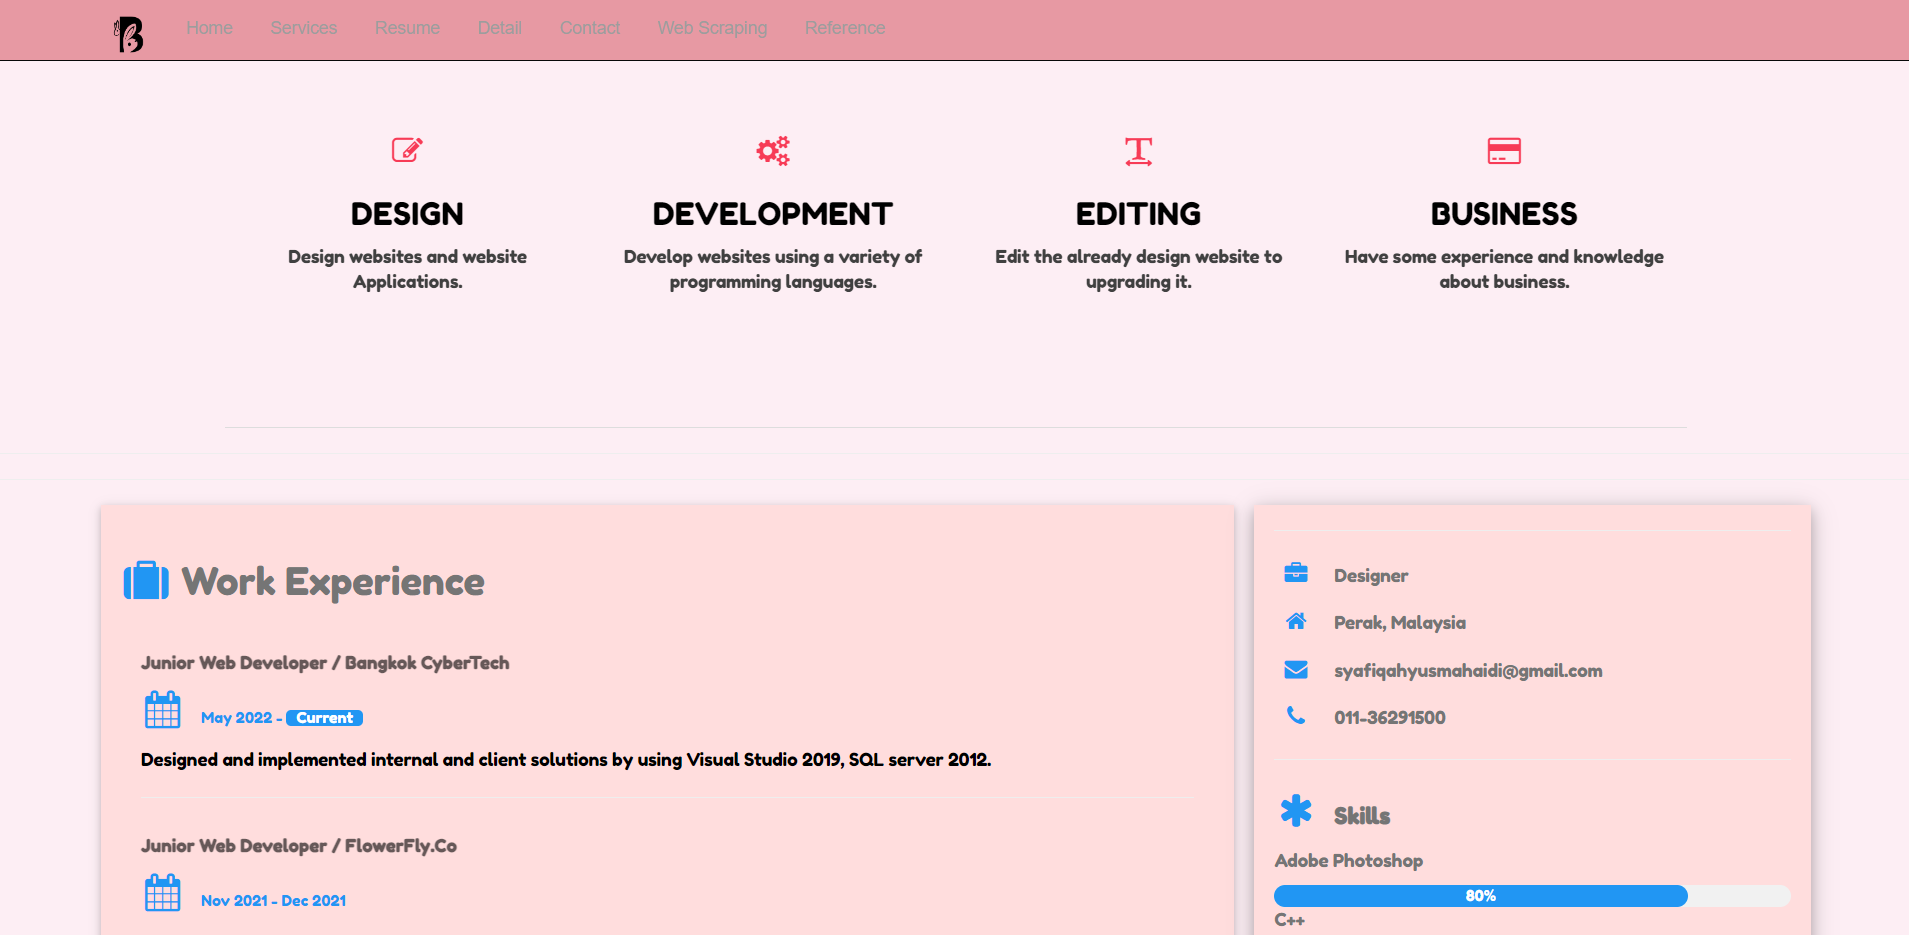 B
Home Services Resume Detail Contact Web Scraping Reference
DESIGN
Design websites and website
Applications.
DEVELOPMENT
Develop websites using a variety of
programming languages.
EDITING
Edit the already design website to
upgrading it.
BUSINESS
Have some experience and knowledge
about business.
Work Experience
Junior Web Developer / Bangkok CyberTech
May 2022 - Current
Designed and implemented internal and client solutions by using Visual Studio 2019, SQL server 2012.
Junior Web Developer / FlowerFly.Co
Nov 2021 - Dec 2021
Designer
Perak, Malaysia
syafiqahyusmahaidi@gmail.com
011-36291500
Skills
Adobe Photoshop
80%
C++